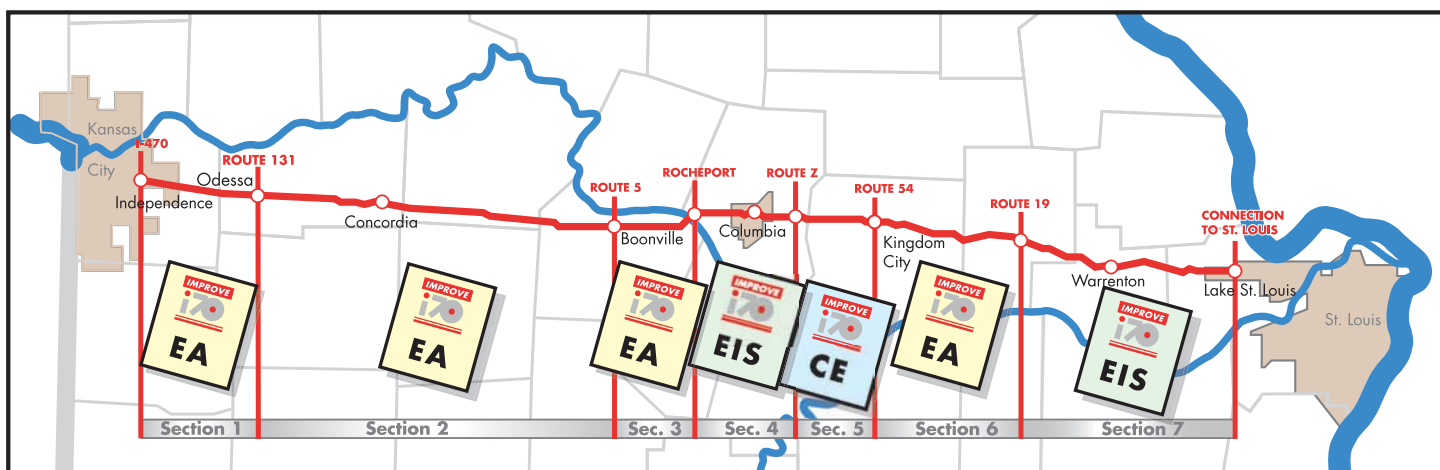 Kansas
City
I-470
ROUTE 131
Odessa
Independence
Concordia
ROUTE 5
Boonville
ROCHEPORT
Columbia
ROUTE Z
ROUTE 54
Kingdom
City
ROUTE 19
Warrenton
CONNECTION
TO ST. LOUIS
Lake St. Louis
St. Louis
IMPROVE
i70
EA
IMPROVE
i70
EA
IMPROVE
i70
EA
IMPROVE
i70
EIS
IMPROVE
i70
CE
IMPROVE
i70
EA
IMPROVE
i70
EIS
Section 1
Section 2
Sec. 3
Sec. 4
Sec. 5
Section 6
Section 7